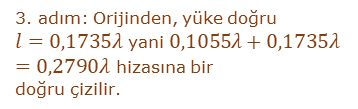 3. adım: Orijinden, yüke doğru
l = 0,1735λ yani 0,1055λ + 0,1735λ
= 0,2790λ hizasına bir
doğru çizilir.